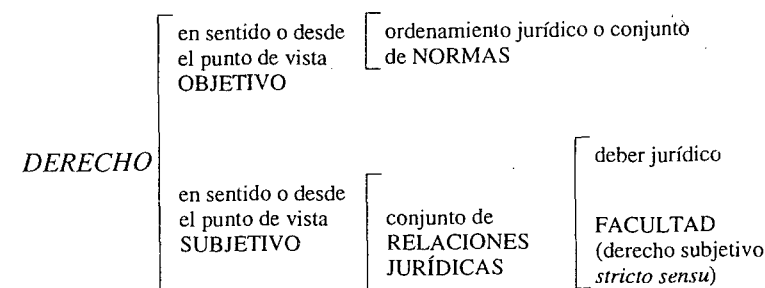 DERECHO
en sentido o desde
el punto de vista
OBJETIVO
ordenamiento jurídico o conjunto
de NORMAS
en sentido o desde
el punto de vista
SUBJETIVO
conjunto de
RELACIONES
JURÍDICAS
deber jurídico
FACULTAD
(derecho subjetivo
stricto sensu)